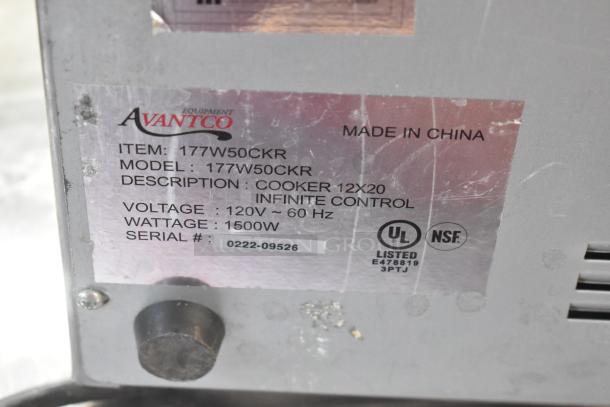 EQUIPMENT
AVANTCO
MADE IN CHINA
ITEM: 177W50CKR
MODEL : 177W50CKR
DESCRIPTION : COOKER 12X20
INFINITE CONTROL
VOLTAGE : 120V ~ 60 Hz
WATTAGE : 1500W
SERIAL # : 0222-09526
UL NSF
LISTED
E478819
3PTJ